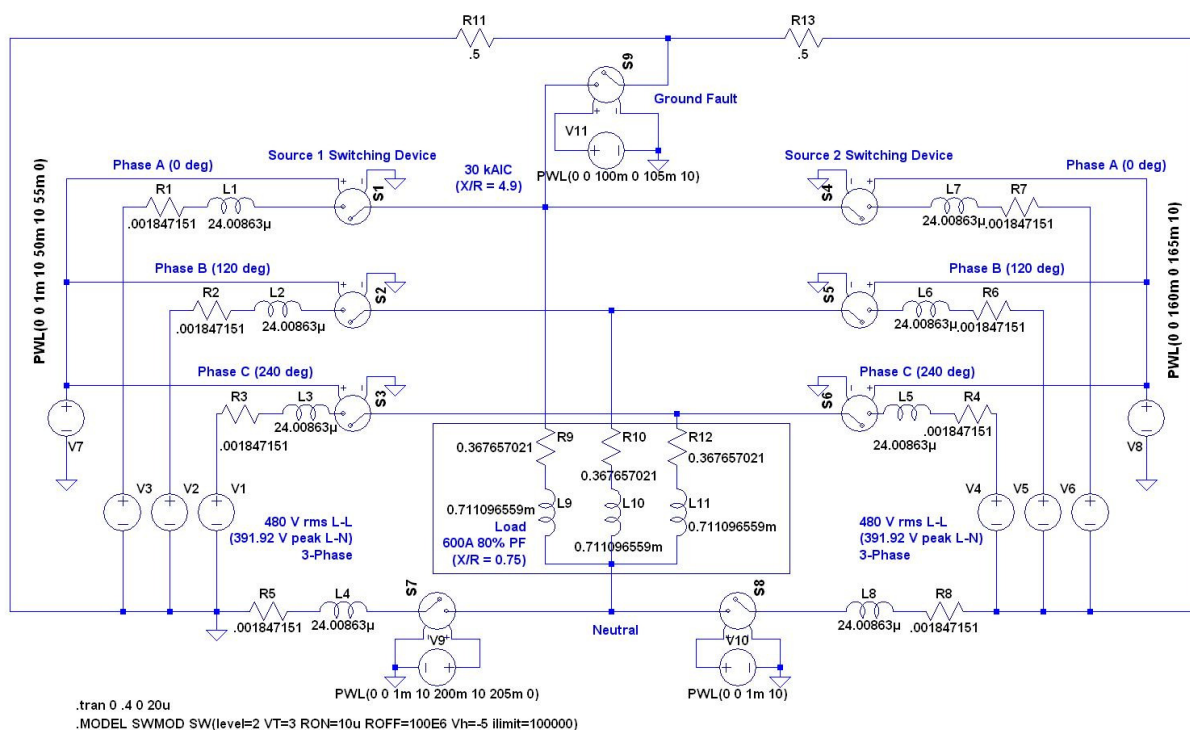 R11
.5
R13
.5
S9
Ground Fault
V11
PWL(0 0 100m 0 105m 10)
Phase A (0 deg)
Source 1 Switching Device
30 kAIC
(X/R = 4.9)
Source 2 Switching Device
Phase A (0 deg)
R1
L1
S1
.001847151
24.00863µ
S4
L7
R7
24.00863µ
.001847151
PWL(0 0 1m 10 50m 10 55m 0)
PWL(0 0 160m 0 165m 10)
Phase B (120 deg)
R2
L2
S2
.001847151
24.00863µ
Phase B (120 deg)
S5
L6
R6
24.00863µ
.001847151
Phase C (240 deg)
R3
L3
S3
.001847151
24.00863µ
Phase C (240 deg)
S6
L5
R4
24.00863µ
.001847151
V7
V8
R9
0.367657021
R10
0.367657021
R12
0.367657021
L9
0.711096559m
L10
0.711096559m
L11
0.711096559m
Load
600A 80% PF
(X/R = 0.75)
V3
V2
V1
480 V rms L-L
(391.92 V peak L-N)
3-Phase
V4
V5
V6
480 V rms L-L
(391.92 V peak L-N)
3-Phase
R5
.001847151
L4
24.00863µ
S7
V9
PWL(0 0 1m 10 200m 10 205m 0)
Neutral
S8
V10
PWL(0 0 1m 10)
L8
24.00863µ
R8
.001847151
.tran 0 .4 0 20u
.MODEL SWMOD SW(level=2 VT=3 RON=10u ROFF=100E6 Vh=-5 ilimit=100000)